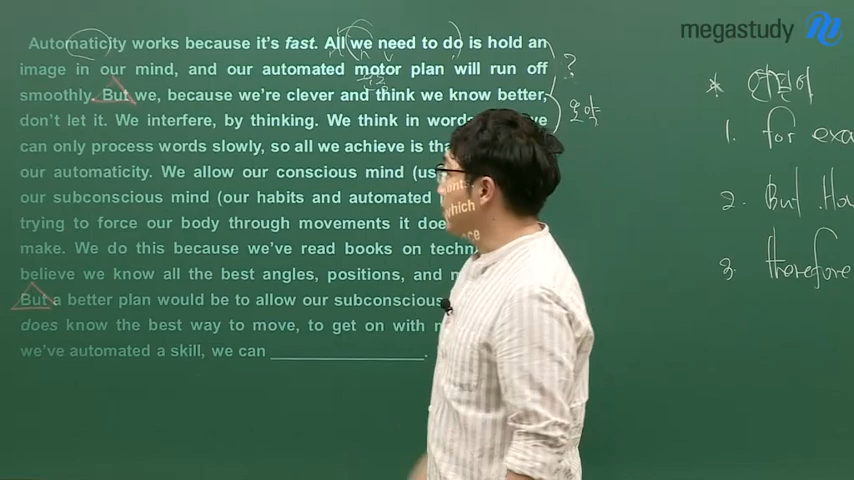 megastudy
Automaticity works because it's fast. All we need to do is hold an
image in our mind, and our automated motor plan will run off
smoothly. But we, because we're clever and think we know better,
don't let it. We interfere, by thinking. We think in words
can only process words slowly, so all we achieve is
our automaticity. We allow our conscious mind
our subconscious mind (our habits and automated
trying to force our body through movements it
make. We do this because we've read books on
believe we know all the best angles, positions, and
But a better plan would be to allow our subconscious
does know the best way to move, to get on with
we've automated a skill, we can ____________.
?
*
1. for exa
2. But. How
3. therefore